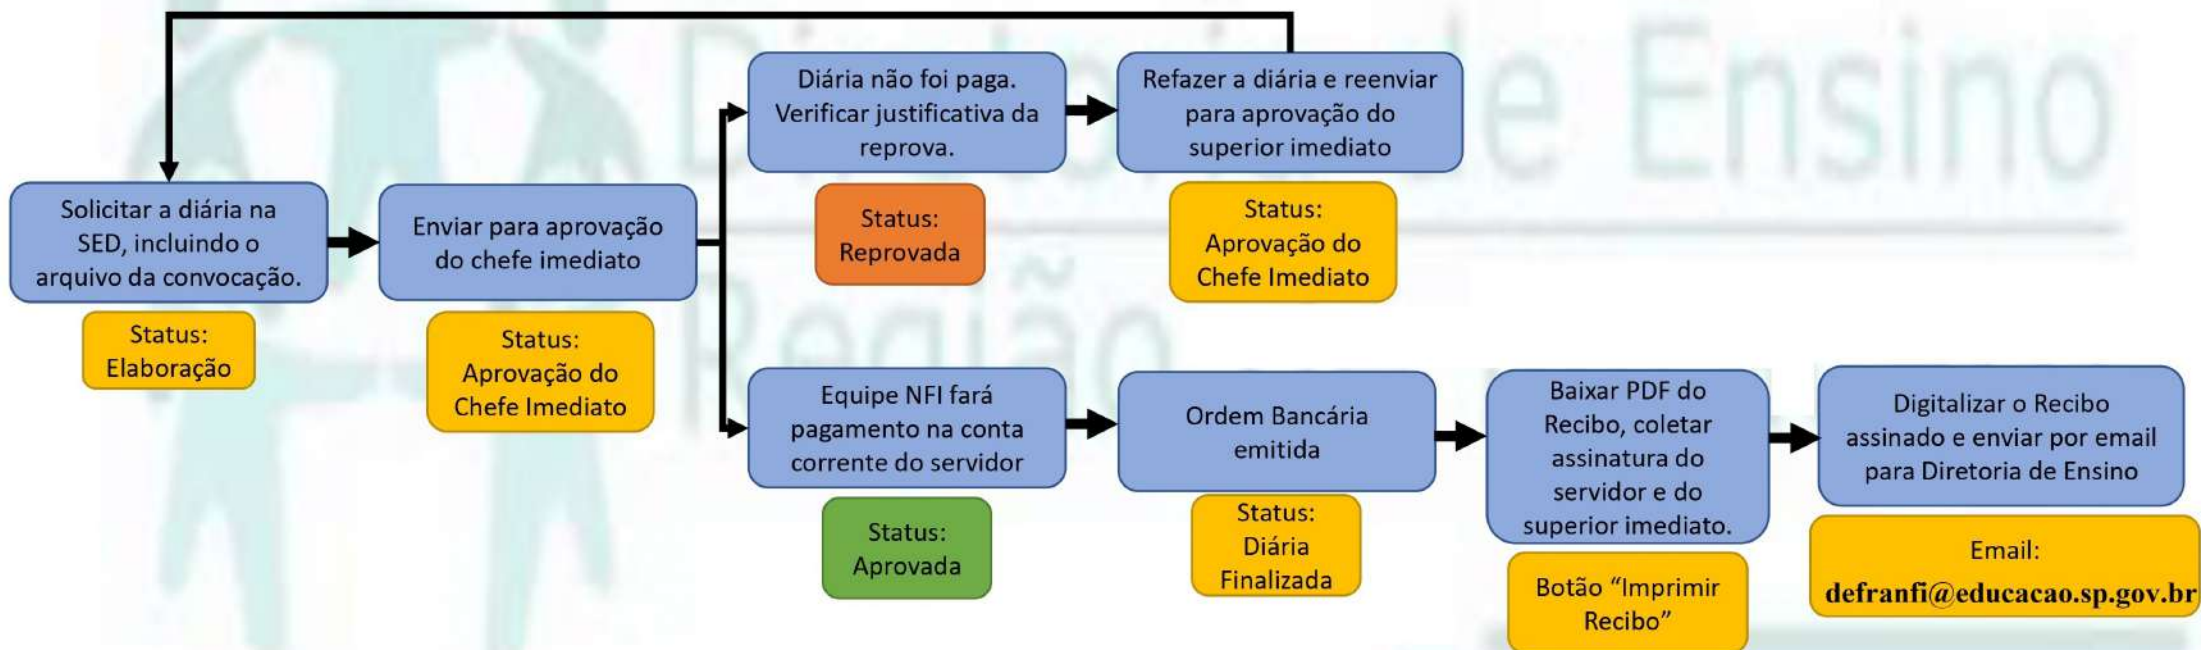 Diretoria de Ensino
Região
Diária não foi paga.
Verificar justificativa da
reprova.
Refazer a diária e reenviar
para aprovação do
superior imediato
Solicitar a diária na
SED, incluindo o
arquivo da convocação.
Enviar para aprovação
do chefe imediato
Status:
Reprovada
Status:
Aprovação do
Chefe Imediato
Status:
Elaboração
Status:
Aprovação do
Chefe Imediato
Equipe NFI fará
pagamento na conta
corrente do servidor
Ordem Bancária
emitida
Baixar PDF do
Recibo, coletar
assinatura do
servidor e do
superior imediato.
Digitalizar o Recibo
assinado e enviar por email
para Diretoria de Ensino
Status:
Aprovada
Status:
Diária
Finalizada
Botão “Imprimir
Recibo”
Email:
defranfi@educacao.sp.gov.br